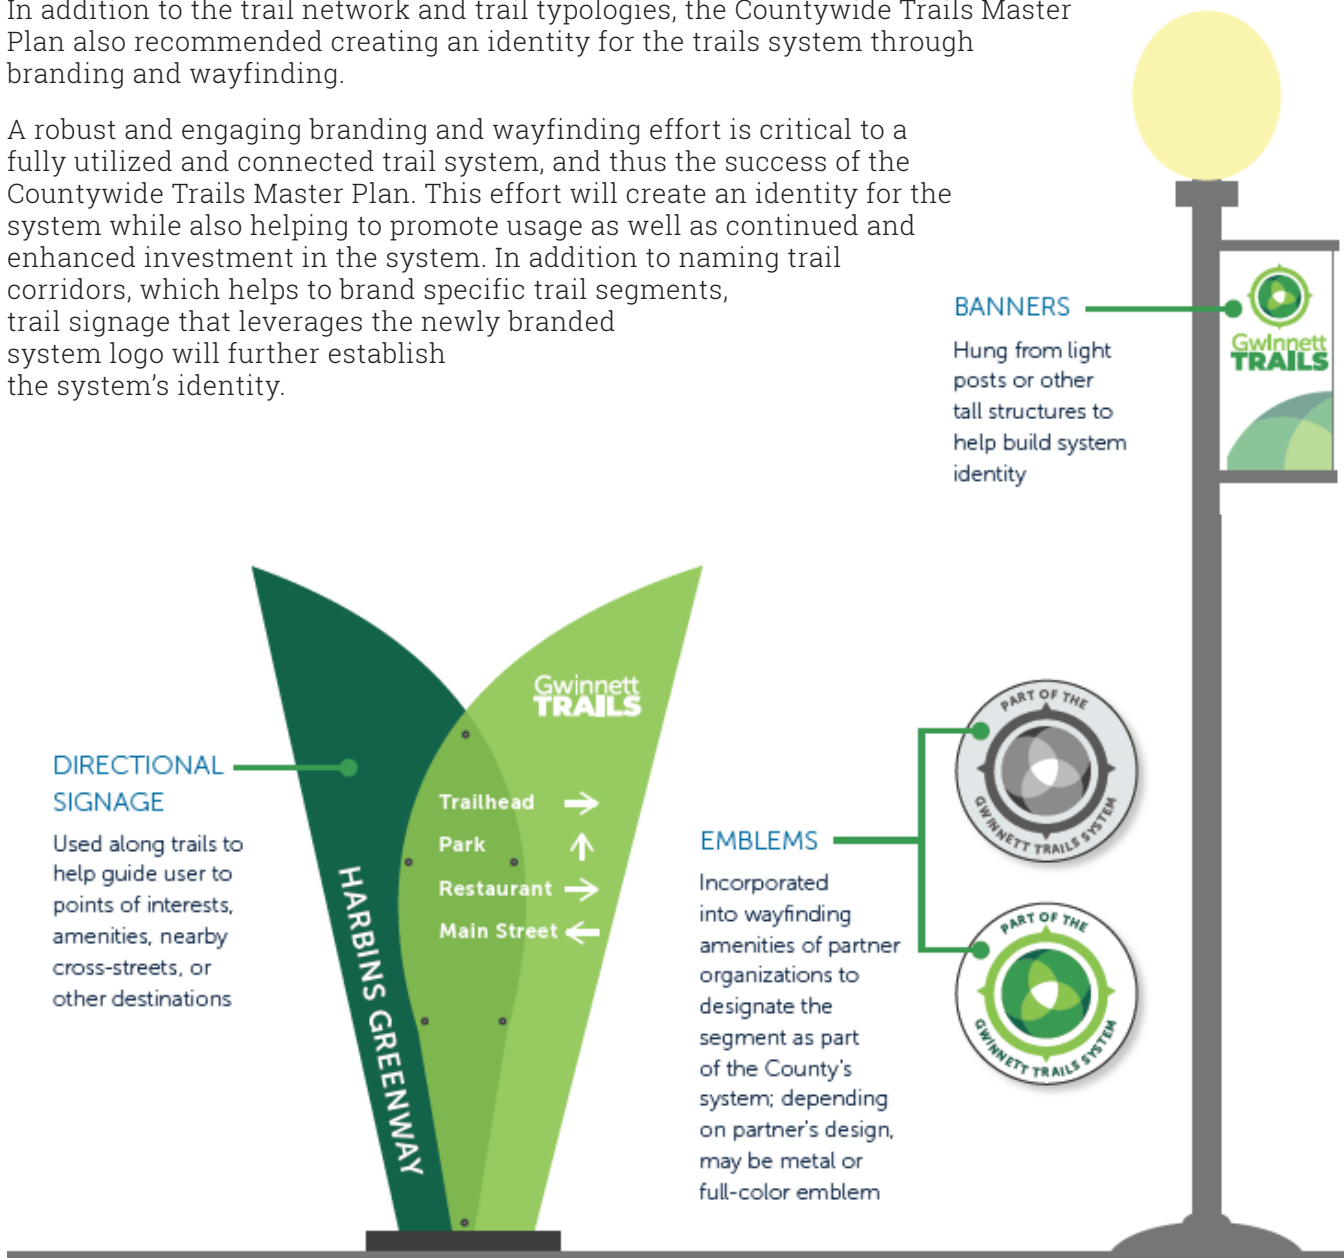 In addition to the trail network and trail typologies, the Countywide Trails Master
Plan also recommended creating an identity for the trails system through
branding and wayfinding.
A robust and engaging branding and wayfinding effort is critical to a
fully utilized and connected trail system, and thus the success of the
Countywide Trails Master Plan. This effort will create an identity for the
system while also helping to promote usage as well as continued and
enhanced investment in the system. In addition to naming trail
corridors, which helps to brand specific trail segments,
trail signage that leverages the newly branded
system logo will further establish
the system's identity.
BANNERS
Hung from light
posts or other
tall structures to
help build system
identity
Gwinnett
TRAILS
DIRECTIONAL
SIGNAGE
Used along trails to
help guide user to
points of interests,
amenities, nearby
cross-streets, or
other destinations
HARBINS GREENWAY
Gwinnett
TRAILS
Trailhead →
Park ↑
Restaurant →
Main Street ←
EMBLEMS
Incorporated
into wayfinding
amenities of partner
organizations to
designate the
segment as part
of the County's
system; depending
on partner's design,
may be metal or
full-color emblem
PART OF THE
GWINNETT TRAILS SYSTEM
PART OF THE
GWINNETT TRAILS SYSTEM